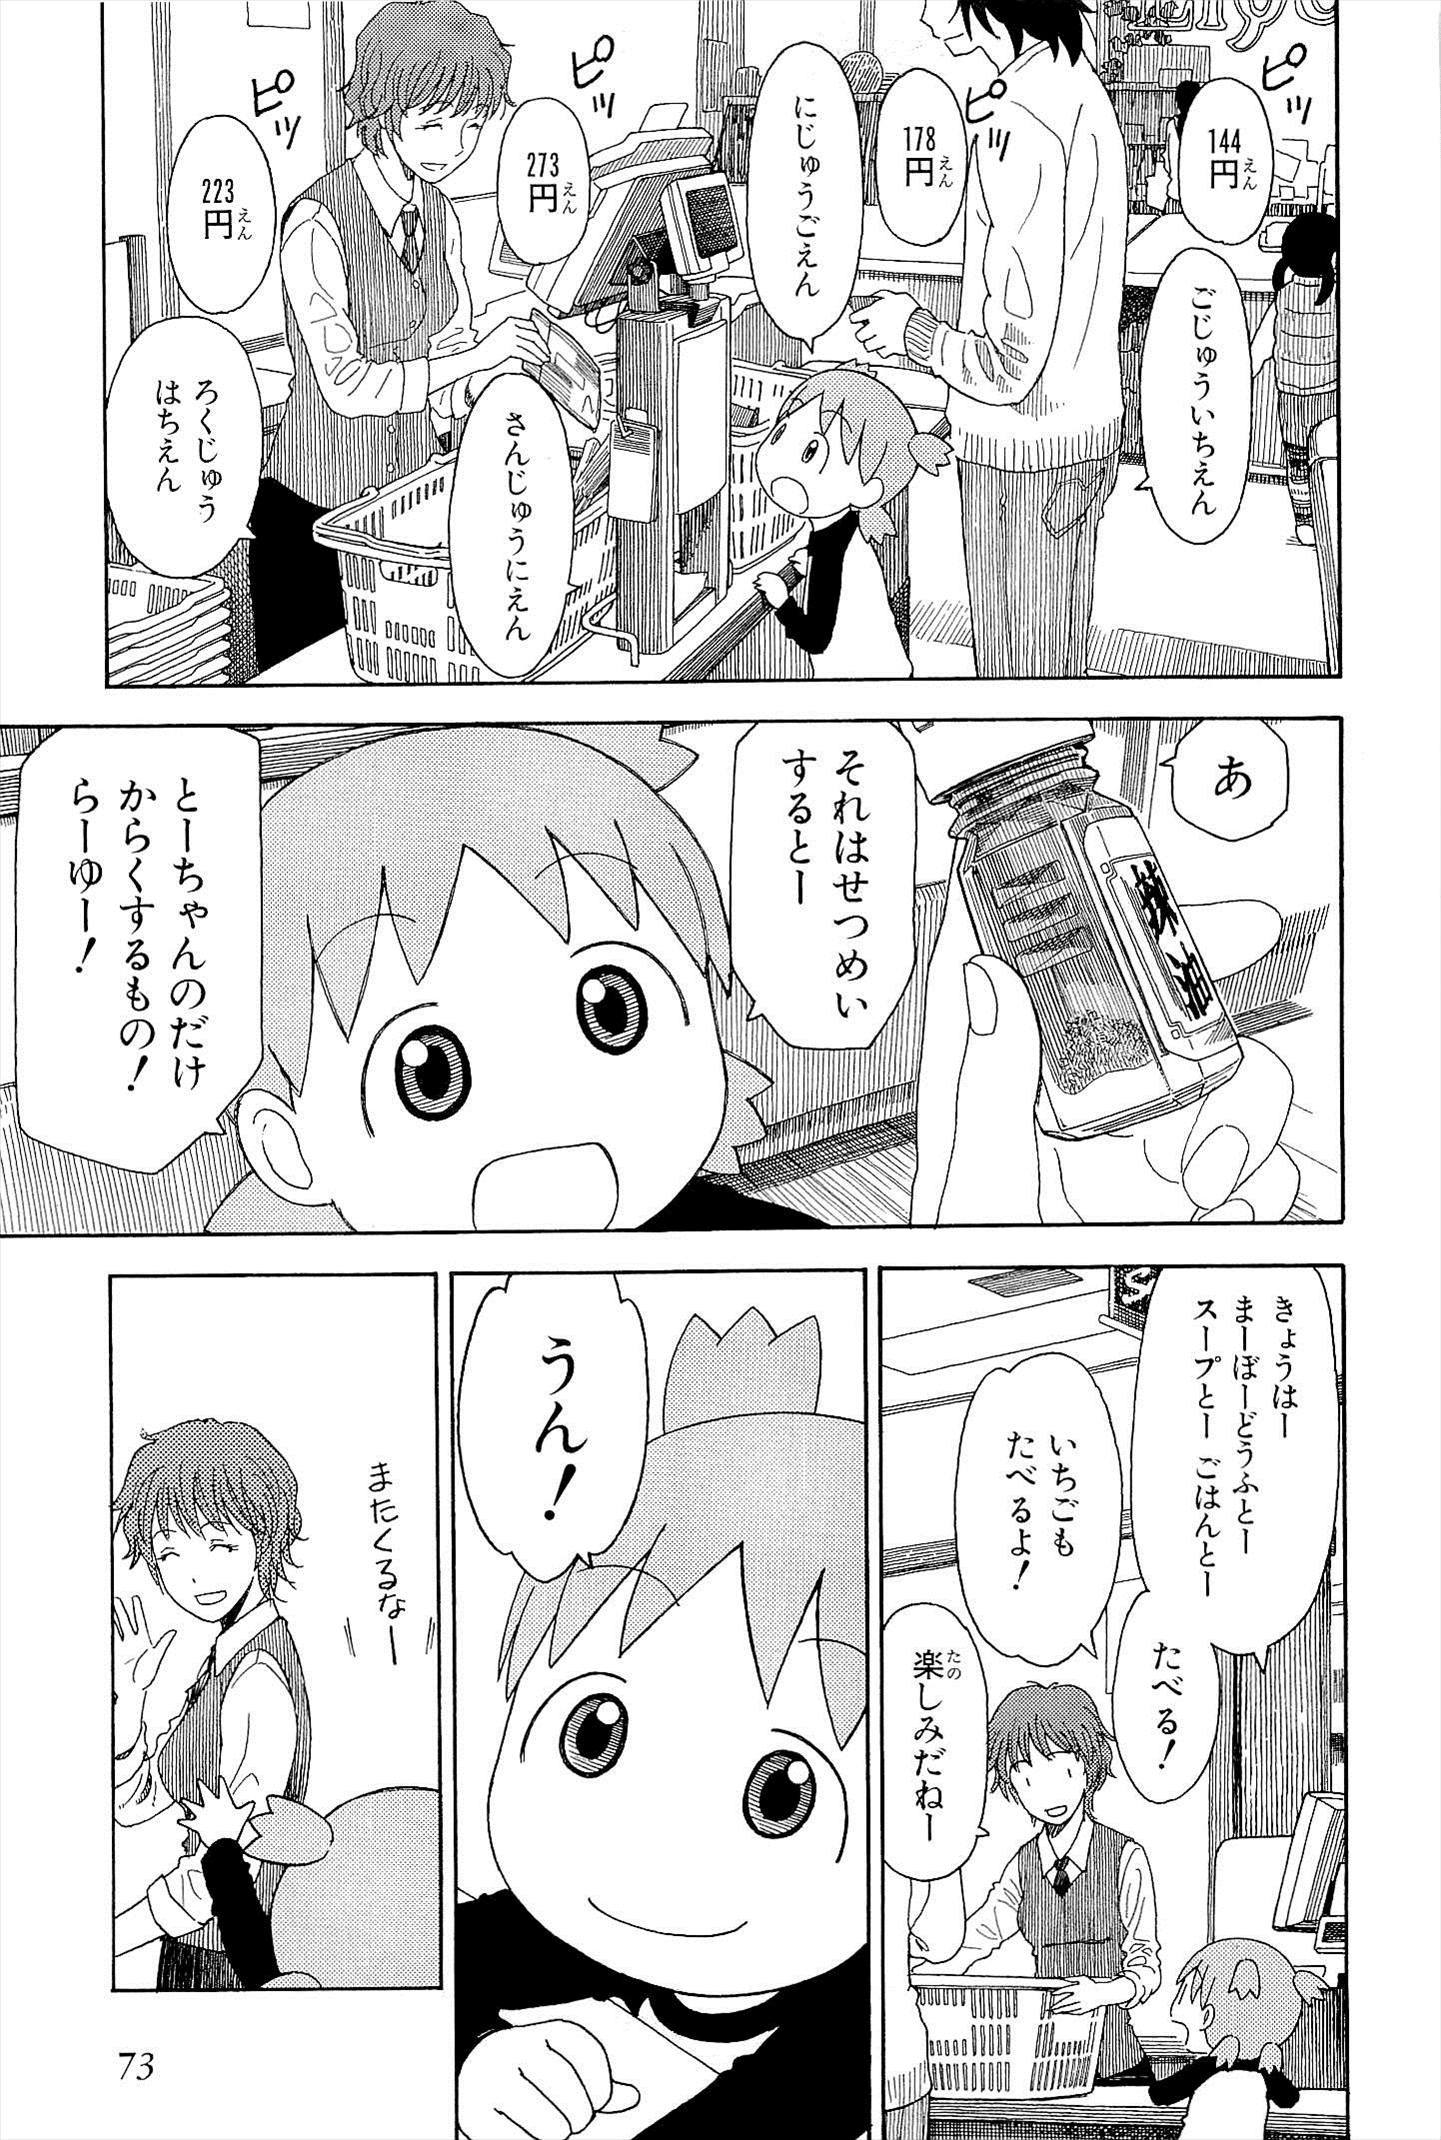 ピッ
144円
えん
ごじゅういちえん
ピッ
178円
えん
にじゅうごえん
ピッ
273円
えん
さんじゅうにえん
ピッ
223円
えん
ろくじゅう
はちえん
あ
辣油
それはせつめい
するとー
とーちゃんのだけ
からくするもの!
らーゆー!
きょうはー
まーぼーどうふとー
スープとー ごはんとー
たべる!
いちごも
たべるよ!
楽しみだねー
たの
うん!
またくるなー
73